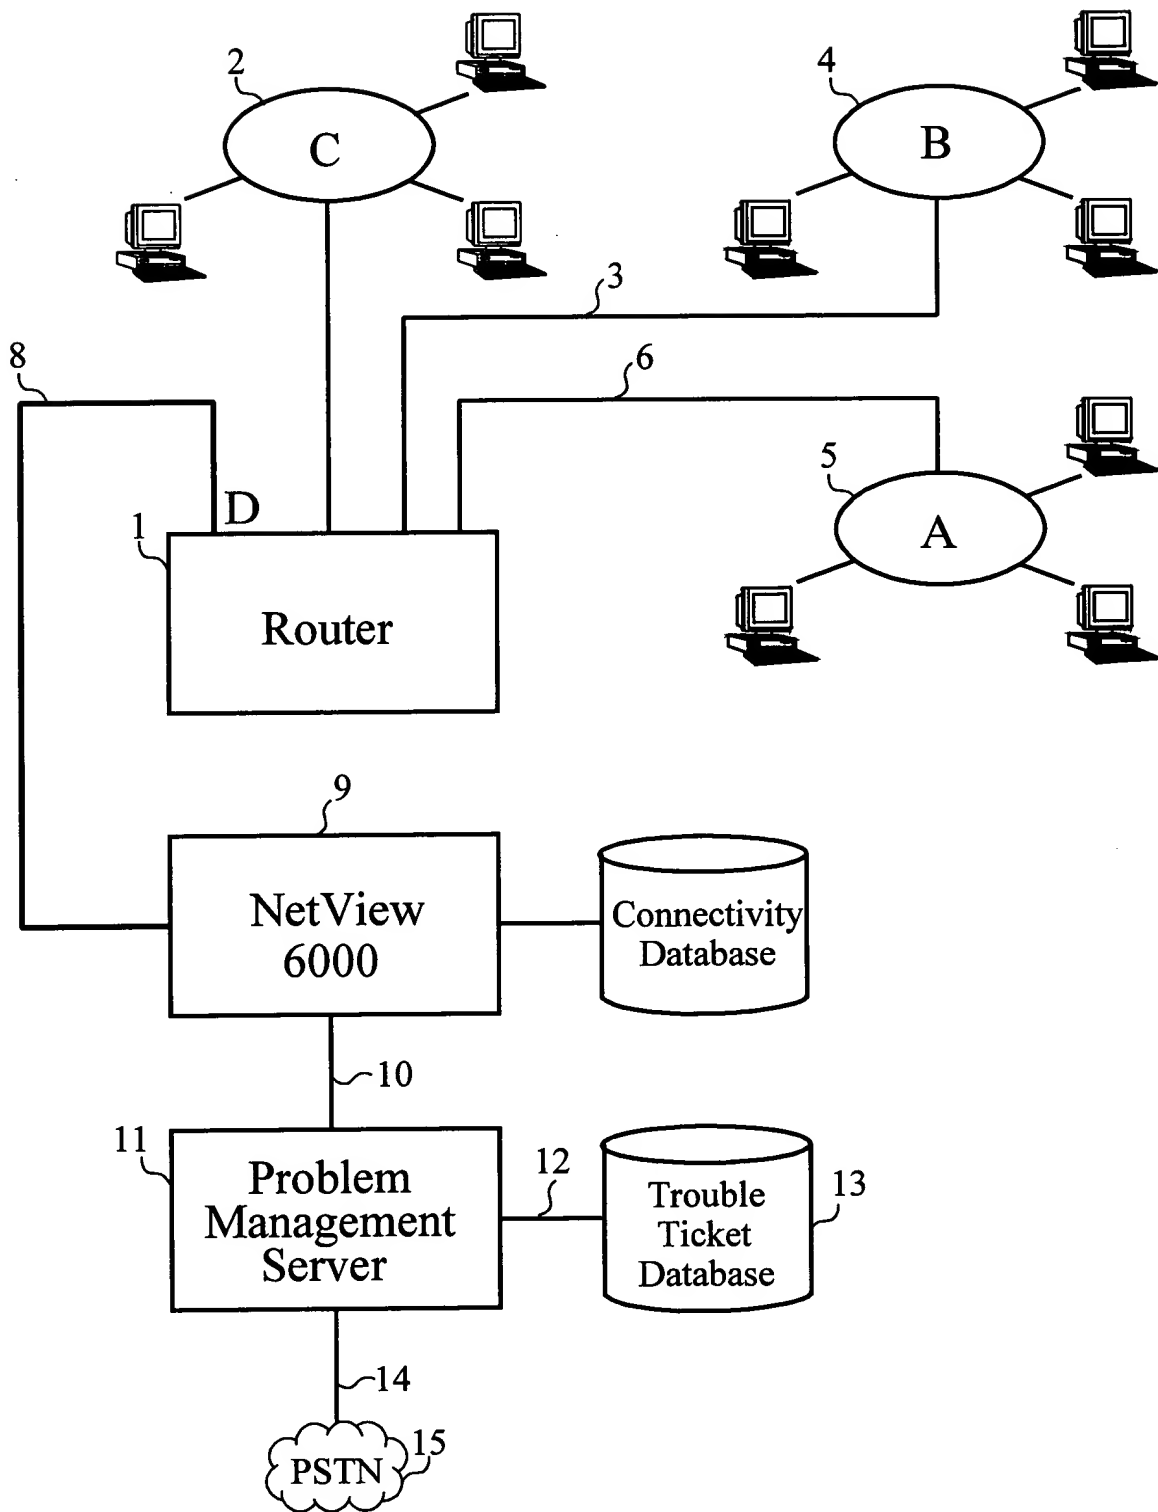 2
C
4
B
3
8
6
5
A
D
1
Router
9
NetView
6000
Connectivity
Database
10
11
Problem
Management
Server
12
Trouble
Ticket
Database
13
14
PSTN
15